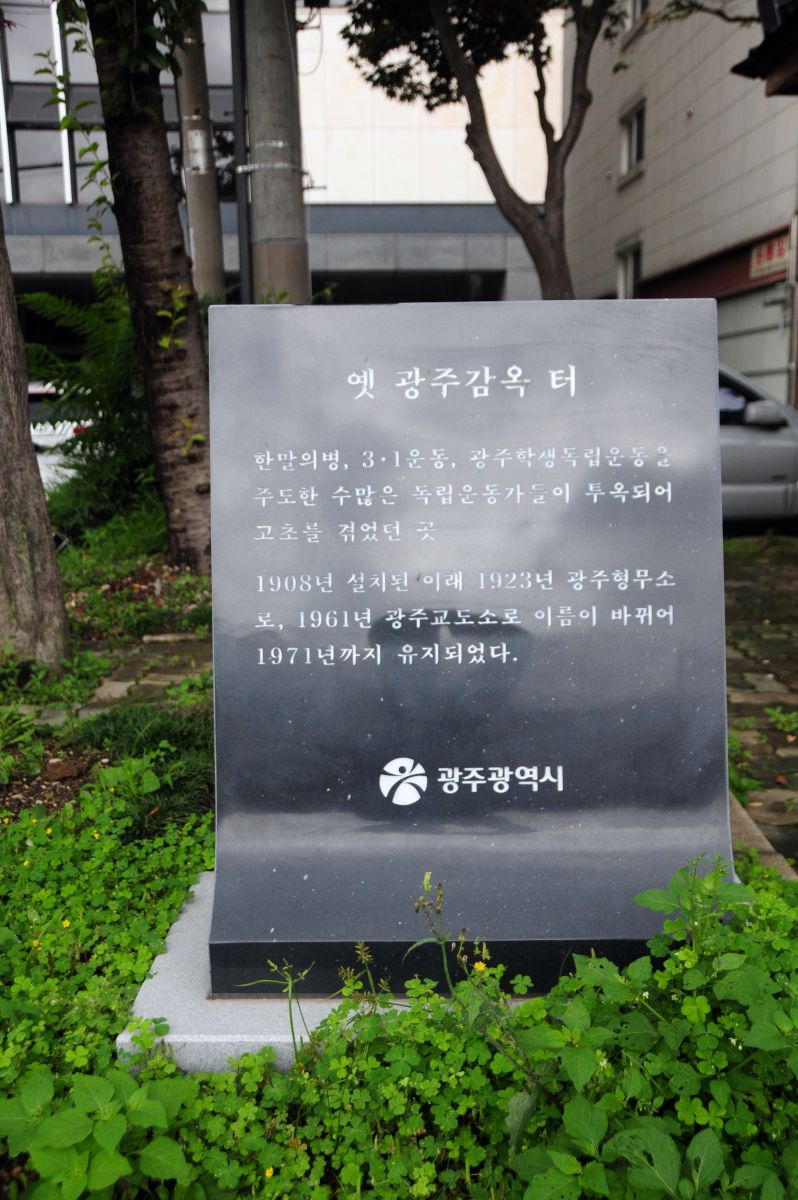 옛 광주감옥 터
한말의병, 3·1운동, 광주학생독립운동을
주도한 수많은 독립운동가들이 투옥되어
고초를 겪었던 곳
1908년 설치된 이래 1923년 광주형무소
로, 1961년 광주교도소로 이름이 바뀌어
1971년까지 유지되었다.
광주광역시